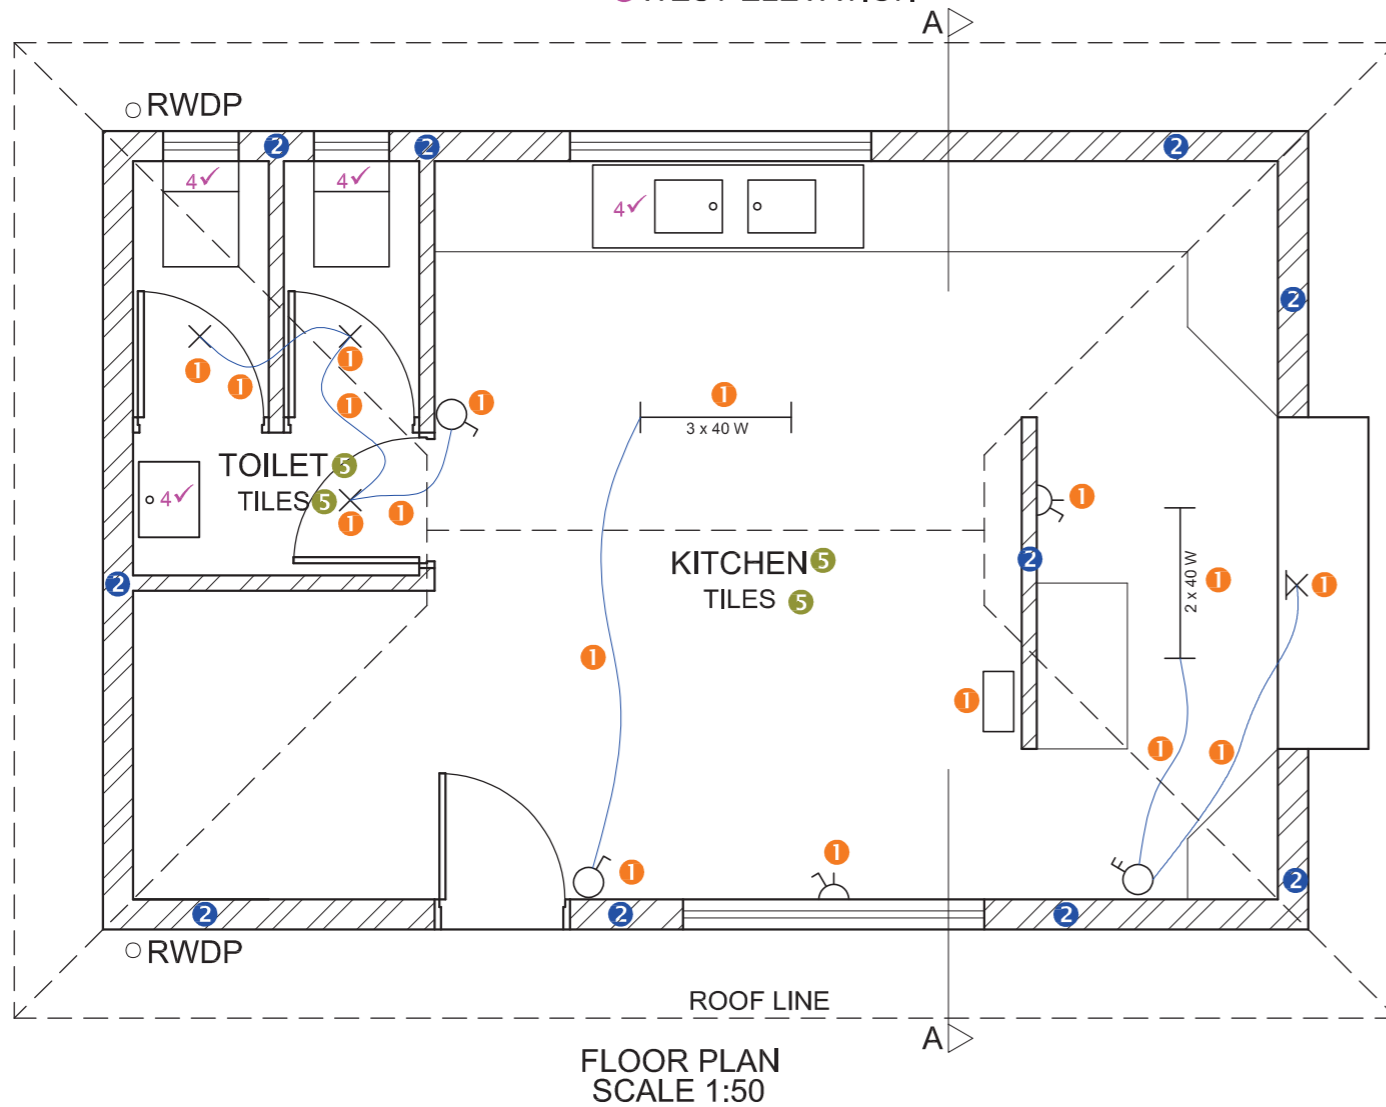 A
RWDP
2 2 2
4✓ 4✓
4✓
2
1 1
1
1 1 1
3 x 40 W
TOILET 5
4✓ TILES 5
1 1
1
2 KITCHEN 5 2
TILES 5
2 x 40 W 1 1
1
1
1 1
1 1
2 2 2 2
RWDP
ROOF LINE
A
FLOOR PLAN
SCALE 1:50